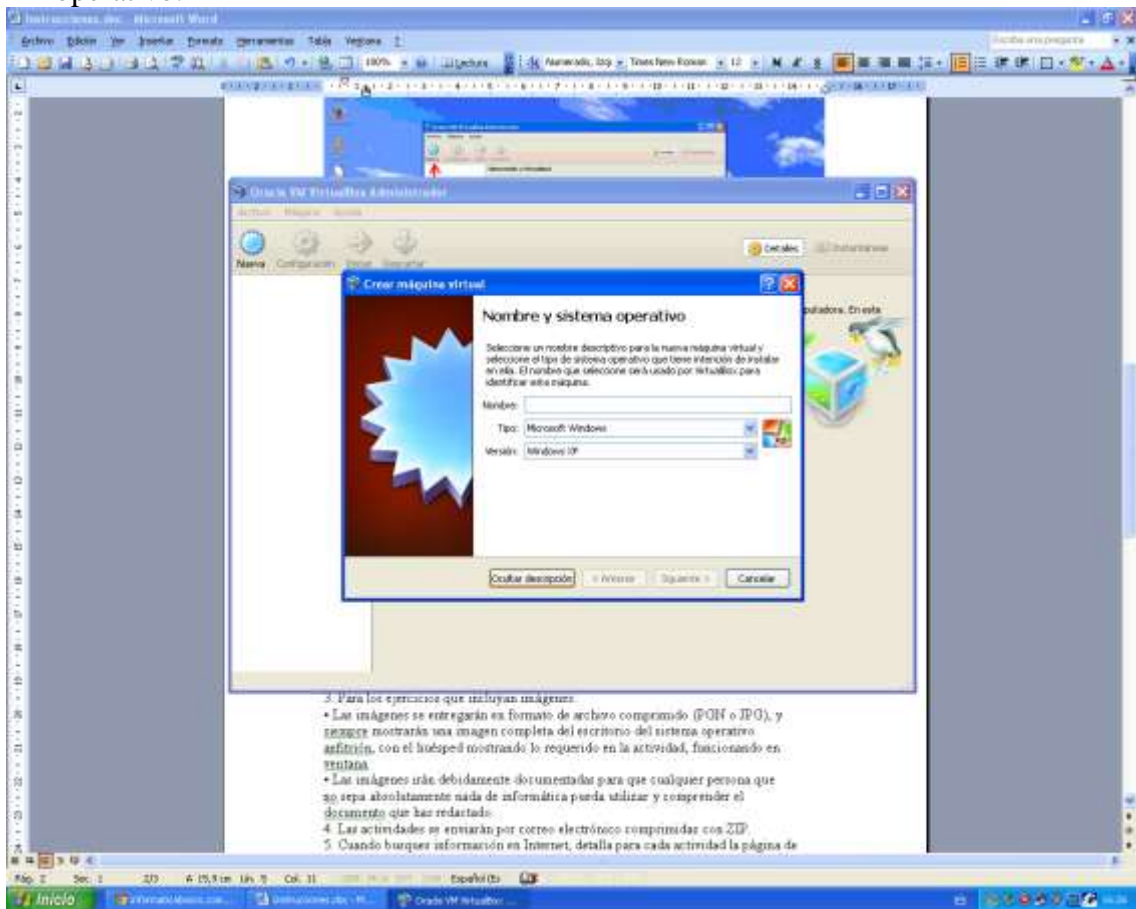 operativo.
Instrucciones.doc - Microsoft Word
Archivo Edición Ver Insertar Formato Herramientas Tabla Ventana ?
Escriba una pregunta
100% Lectura Numerado, Izq Times New Roman 12 N K S
Oracle VM VirtualBox Administrador
Archivo Máquina Ayuda
Nueva Configuración Iniciar Descartar
Detalles Instantáneas
Crear máquina virtual
Nombre y sistema operativo
putadora. En esta
Seleccione un nombre descriptivo para la nueva máquina virtual y
seleccione el tipo de sistema operativo que tiene intención de instalar
en ella. El nombre que seleccione será usado por VirtualBox para
identificar esta máquina.
Nombre:
Tipo: Microsoft Windows
Versión: Windows XP
Ocultar descripción < Anterior Siguiente > Cancelar
3. Para los ejercicios que incluyan imágenes
• Las imágenes se entregarán en formato de archivo comprimido (PGN o JPG), y
siempre mostrarán una imagen completa del escritorio del sistema operativo
anfitrión, con el huésped mostrando lo requerido en la actividad, funcionando en
ventana
• Las imágenes irán debidamente documentadas para que cualquier persona que
no sepa absolutamente nada de informática pueda utilizar y comprender el
documento que has redactado
4. Las actividades se enviarán por correo electrónico comprimidas con ZIP.
5. Cuando busques información en Internet, detalla para cada actividad la página de
Pág. 2 Sec. 1 2/3 A 15,9 cm Lín. 5 Col. 11 Español (Es
Inicio Instrucciones.doc - M... Oracle VM VirtualBox ...